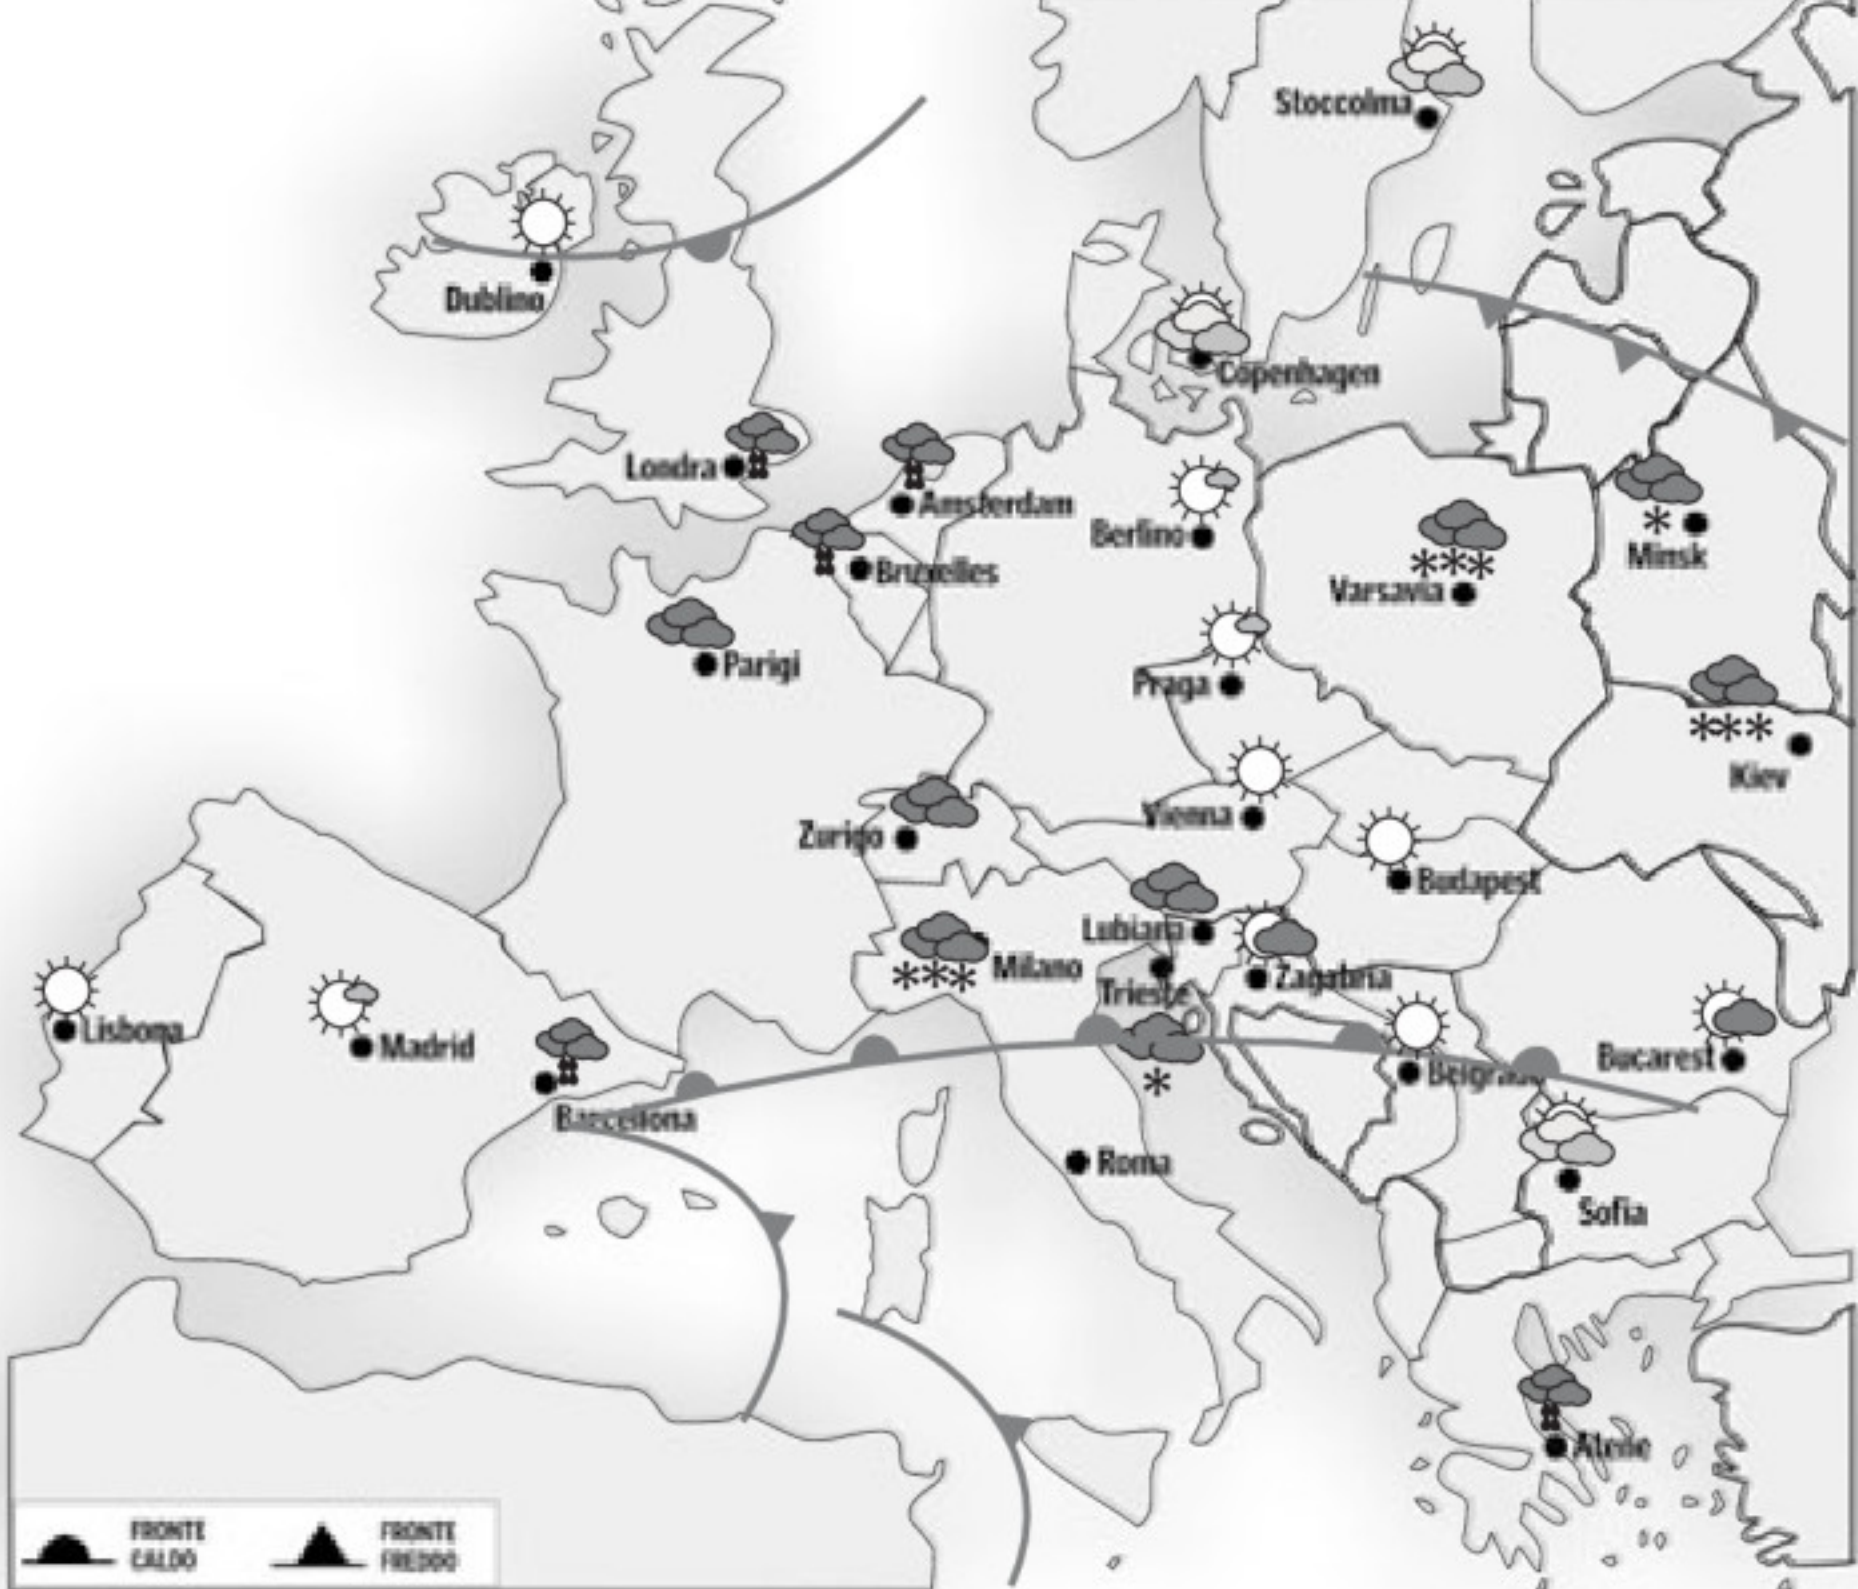 Stoccolma
Dublino
Copenhagen
Londra
Amsterdam
Berlino
Minsk
Bruxelles
Varsavia
Parigi
Praga
Kiev
Vienna
Zurigo
Budapest
Lubiana
Milano
Zagabria
Trieste
Lisbona
Madrid
Bucarest
Belgrado
Barcellona
Roma
Sofia
Atene
FRONTE
CALDO
FRONTE
FREDDO